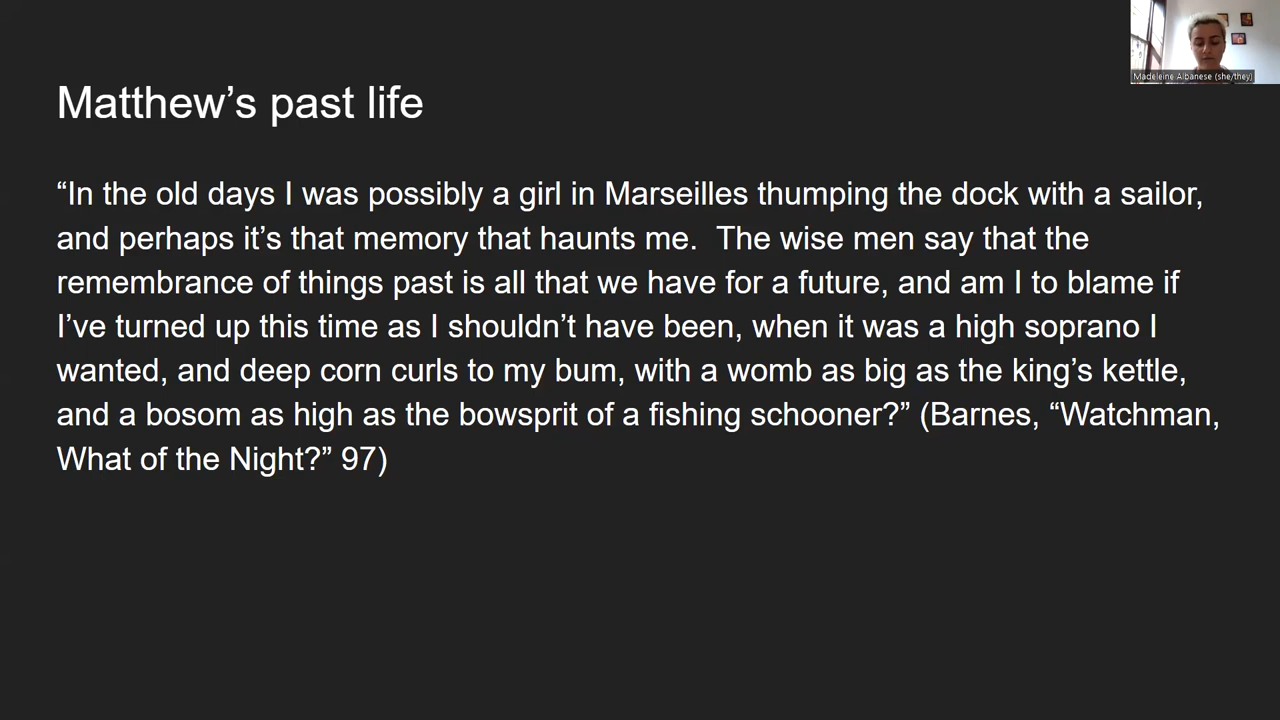 Madeleine Albanese (she/they)
Matthew’s past life
“In the old days I was possibly a girl in Marseilles thumping the dock with a sailor,
and perhaps it’s that memory that haunts me.  The wise men say that the
remembrance of things past is all that we have for a future, and am I to blame if
I’ve turned up this time as I shouldn’t have been, when it was a high soprano I
wanted, and deep corn curls to my bum, with a womb as big as the king’s kettle,
and a bosom as high as the bowsprit of a fishing schooner?” (Barnes, “Watchman,
What of the Night?” 97)